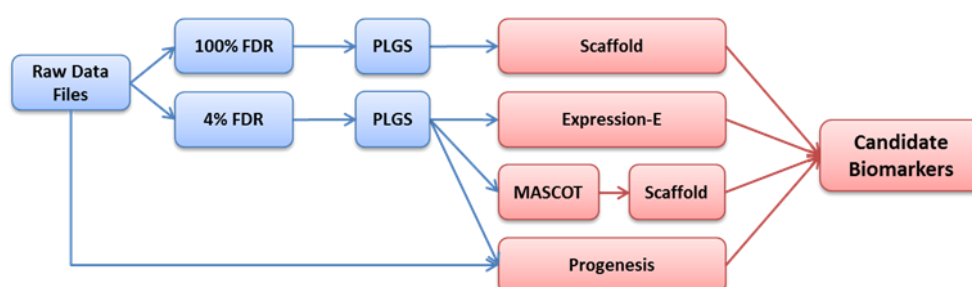 100% FDR
PLGS
Scaffold
Raw Data
Files
4% FDR
PLGS
Expression-E
Candidate
Biomarkers
MASCOT
Scaffold
Progenesis